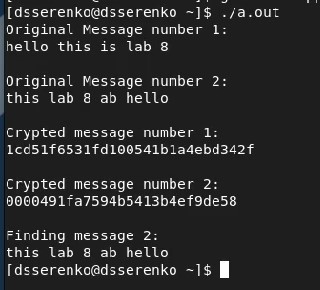 [dsserenko@dsserenko ~]$ ./a.out
Original Message number 1:
hello this is lab 8
Original Message number 2:
this lab 8 ab hello
Crypted message number 1:
1cd51f6531fd100541b1a4ebd342f
Crypted message number 2:
0000491fa7594b5413b4ef9de58
Finding message 2:
this lab 8 ab hello
[dsserenko@dsserenko ~]$